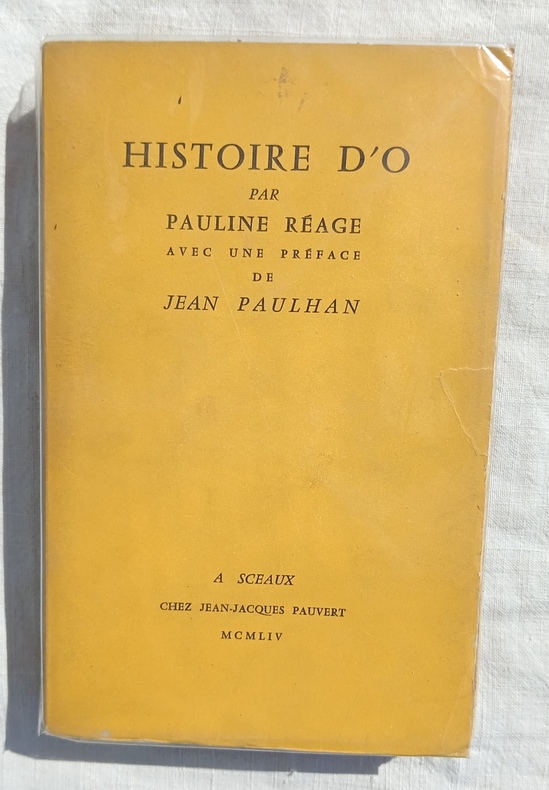 HISTOIRE D'O
PAR
PAULINE RÉAGE
AVEC UNE PRÉFACE
DE
JEAN PAULHAN
A SCEAUX
CHEZ JEAN-JACQUES PAUVERT
MCMLIV